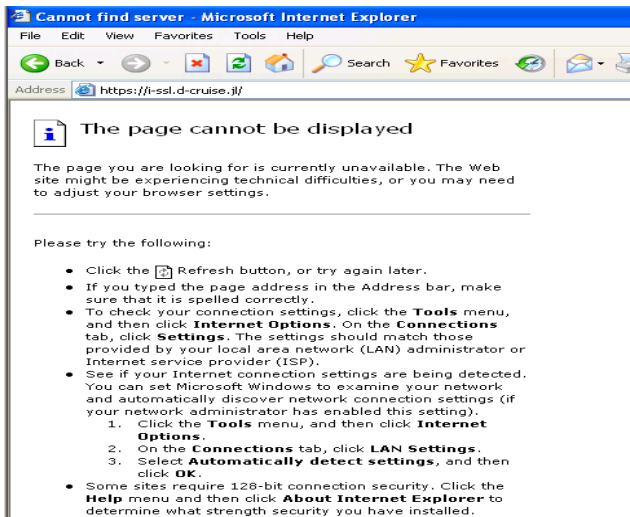 Cannot find server - Microsoft Internet Explorer
File Edit View Favorites Tools Help
Back Search Favorites
Address https://i-ssl.d-cruise.jl/
The page cannot be displayed
The page you are looking for is currently unavailable. The Web
site might be experiencing technical difficulties, or you may need
to adjust your browser settings.
Please try the following:
• Click the Refresh button, or try again later.
• If you typed the page address in the Address bar, make
sure that it is spelled correctly.
• To check your connection settings, click the Tools menu,
and then click Internet Options. On the Connections
tab, click Settings. The settings should match those
provided by your local area network (LAN) administrator or
Internet service provider (ISP).
• See if your Internet connection settings are being detected.
You can set Microsoft Windows to examine your network
and automatically discover network connection settings (if
your network administrator has enabled this setting).
1. Click the Tools menu, and then click Internet
Options.
2. On the Connections tab, click LAN Settings.
3. Select Automatically detect settings, and then
click OK.
• Some sites require 128-bit connection security. Click the
Help menu and then click About Internet Explorer to
determine what strength security you have installed.